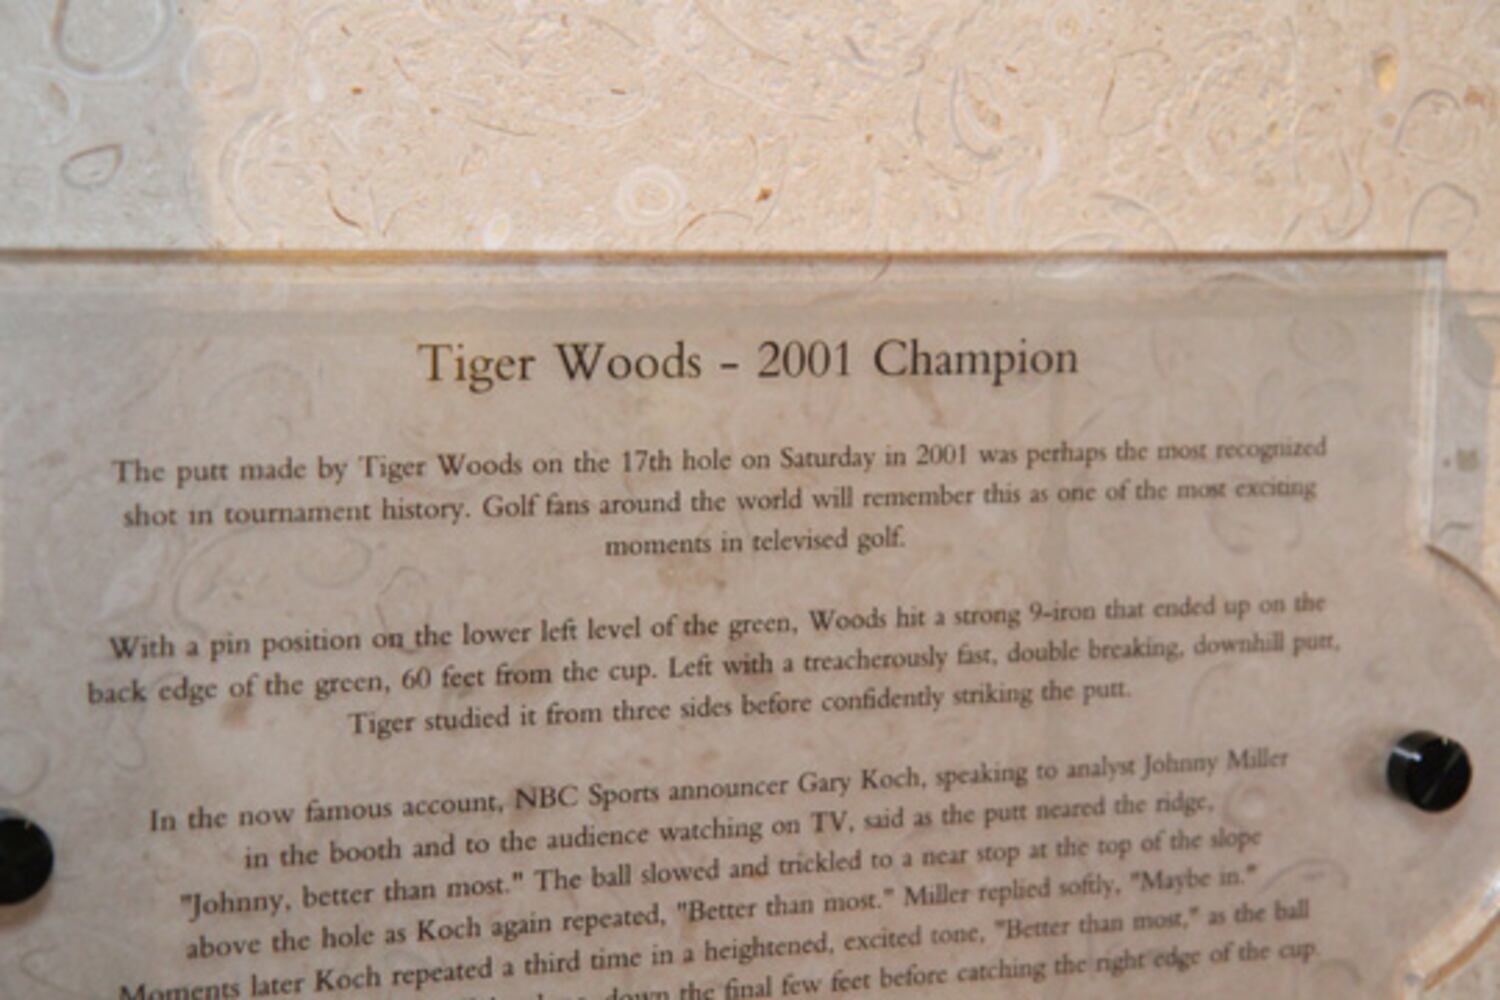 Tiger Woods - 2001 Champion
The putt made by Tiger Woods on the 17th hole on Saturday in 2001 was perhaps the most recognized
shot in tournament history. Golf fans around the world will remember this as one of the most exciting
moments in televised golf.
With a pin position on the lower left level of the green, Woods hit a strong 9-iron that ended up on the
back edge of the green, 60 feet from the cup. Left with a treacherously fast, double breaking, downhill putt,
Tiger studied it from three sides before confidently striking the putt.
In the now famous account, NBC Sports announcer Gary Koch, speaking to analyst Johnny Miller
in the booth and to the audience watching on TV, said as the putt neared the ridge,
"Johnny, better than most." The ball slowed and trickled to a near stop at the top of the slope
above the hole as Koch again repeated, "Better than most." Miller replied softly, "Maybe in."
Moments later Koch repeated a third time in a heightened, excited tone, "Better than most," as the ball
down the final few feet before catching the right edge of the cup.